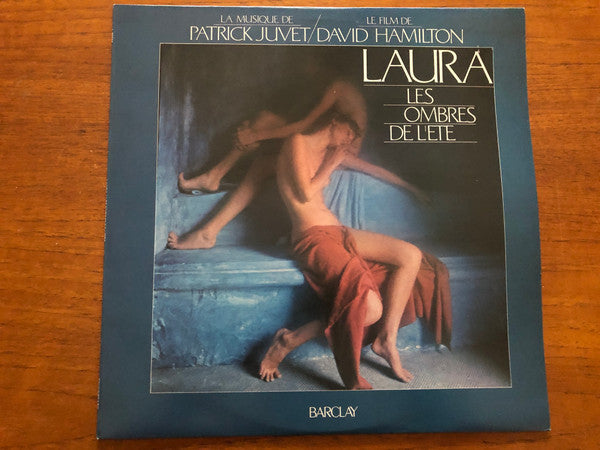 LA MUSIQUE DE LE FILM DE
PATRICK JUVET/DAVID HAMILTON
LAURA
LES
OMBRES
DE L'ETE
BARCLAY